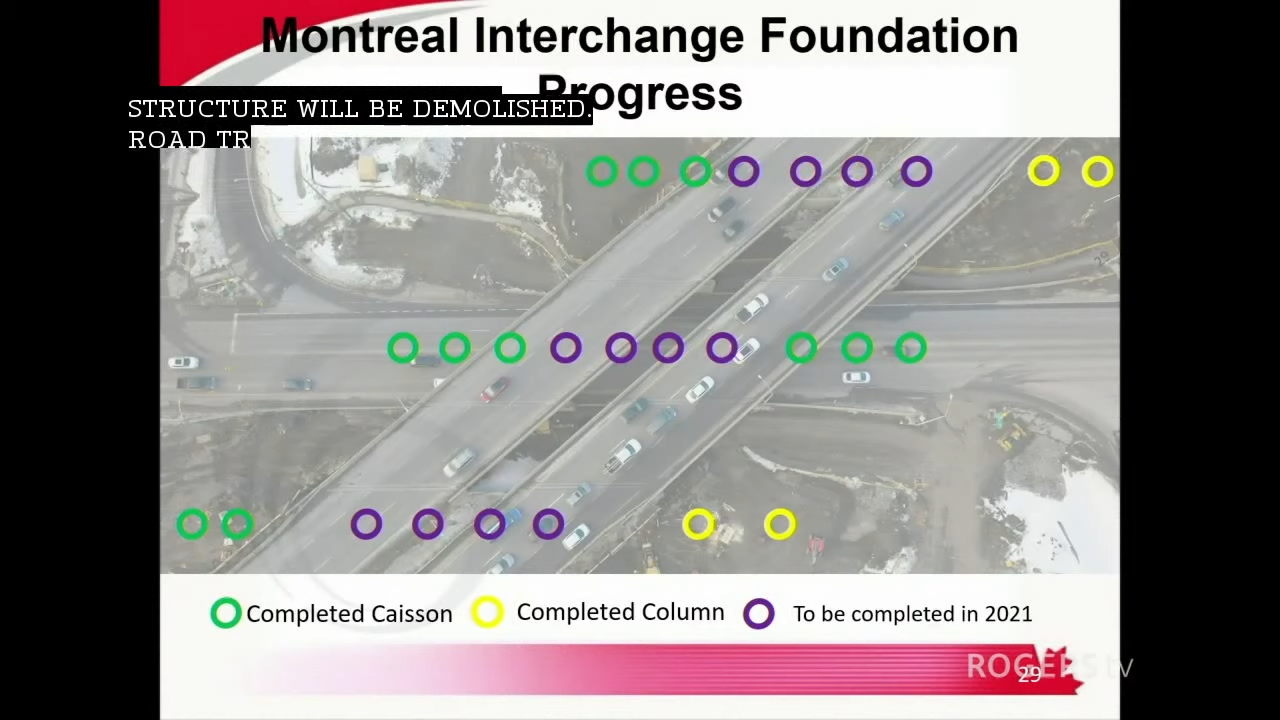 Montreal Interchange Foundation
Progress
STRUCTURE WILL BE DEMOLISHED.
ROAD TR
29
Completed Caisson
Completed Column
To be completed in 2021
ROGERS tv
29